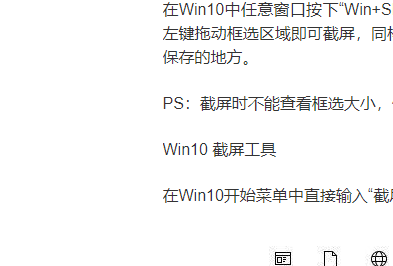 在Win10中任意窗口按下“Win+S
左键拖动框选区域即可截屏，同
保存的地方。
PS：截屏时不能查看框选大小，
Win10 截屏工具
在Win10开始菜单中直接输入“截